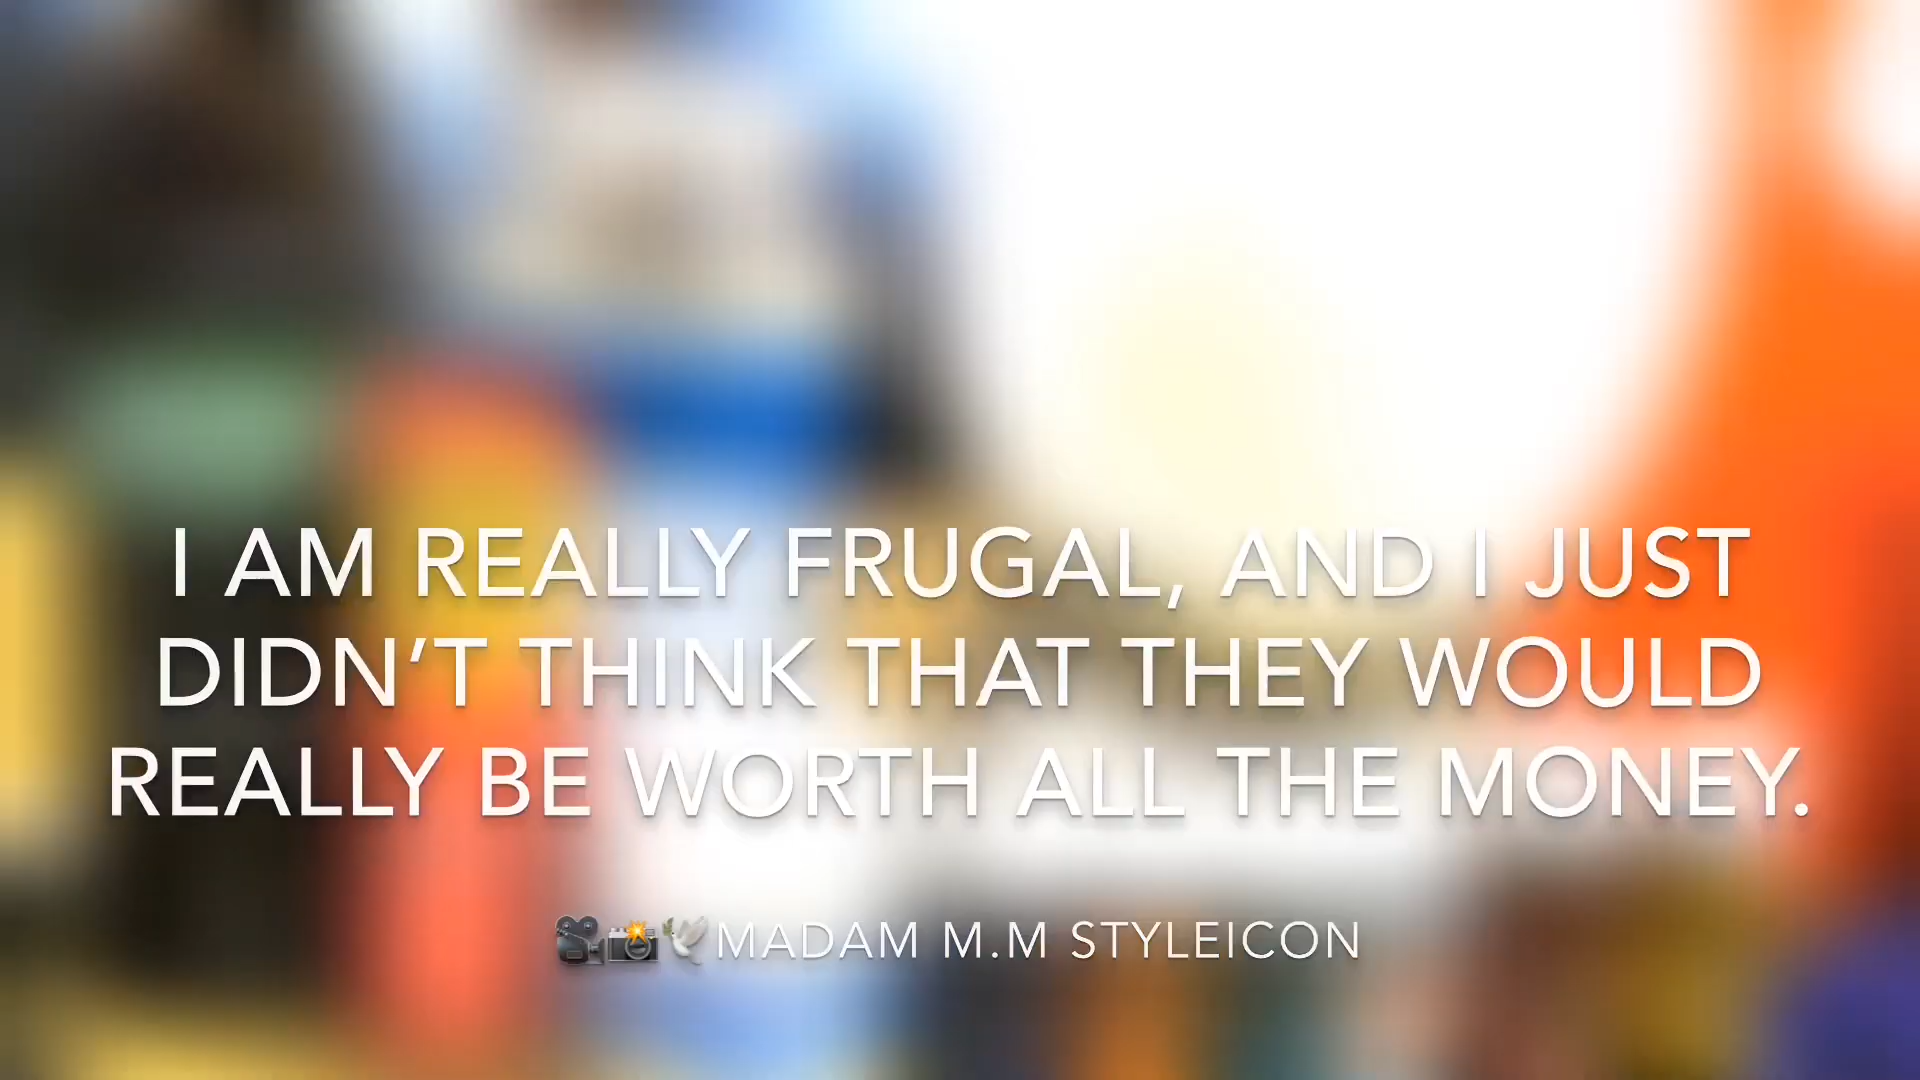 I AM REALLY FRUGAL, AND I JUST
DIDN’T THINK THAT THEY WOULD
REALLY BE WORTH ALL THE MONEY.
🎥📸🕊MADAM M.M STYLEICON